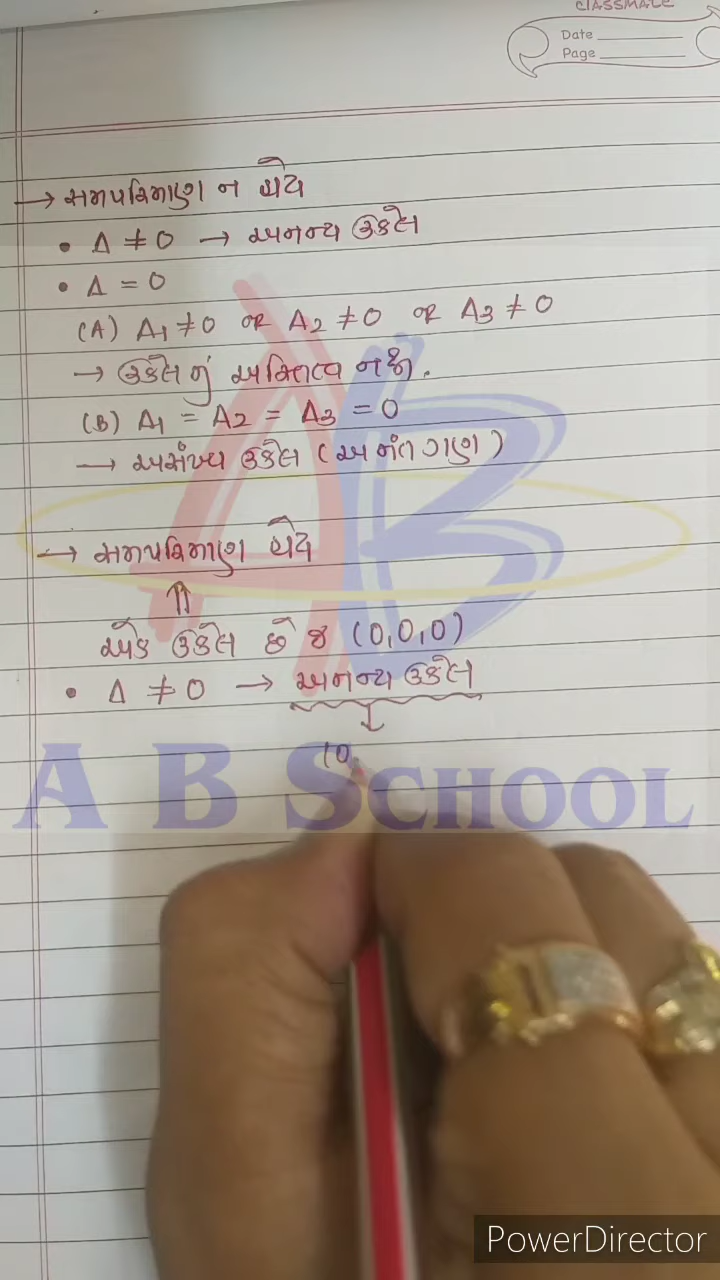 CLASSMATE
Date
Page
→ સમપરિમાણ ન હોય
• Δ ≠ 0 → અનન્ય ઉકેલ
• Δ = 0
(A) Δ1 ≠ 0 or Δ2 ≠ 0 or Δ3 ≠ 0
→ ઉકેલનું અસ્તિત્વ નથી.
(B) Δ1 = Δ2 = Δ3 = 0
→ અસંખ્ય ઉકેલ (અનંત ગણ)
→ સમપરિમાણ હોય
⇑
એક ઉકેલ છે જ (0,0,0)
• Δ ≠ 0 → અનન્ય ઉકેલ
↓
(0,
A B SCHOOL
PowerDirector